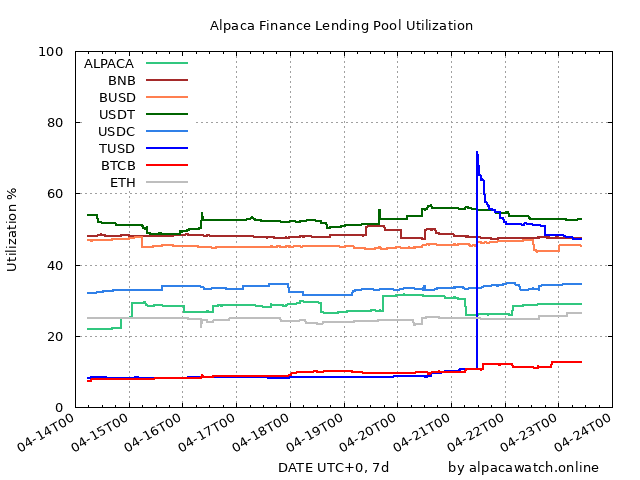 Alpaca Finance Lending Pool Utilization
100
80
60
40
20
0
Utilization %
ALPACA
BNB
BUSD
USDT
USDC
TUSD
BTCB
ETH
04-14T00
04-15T00
04-16T00
04-17T00
04-18T00
04-19T00
04-20T00
04-21T00
04-22T00
04-23T00
04-24T00
DATE UTC+0, 7d
by alpacawatch.online